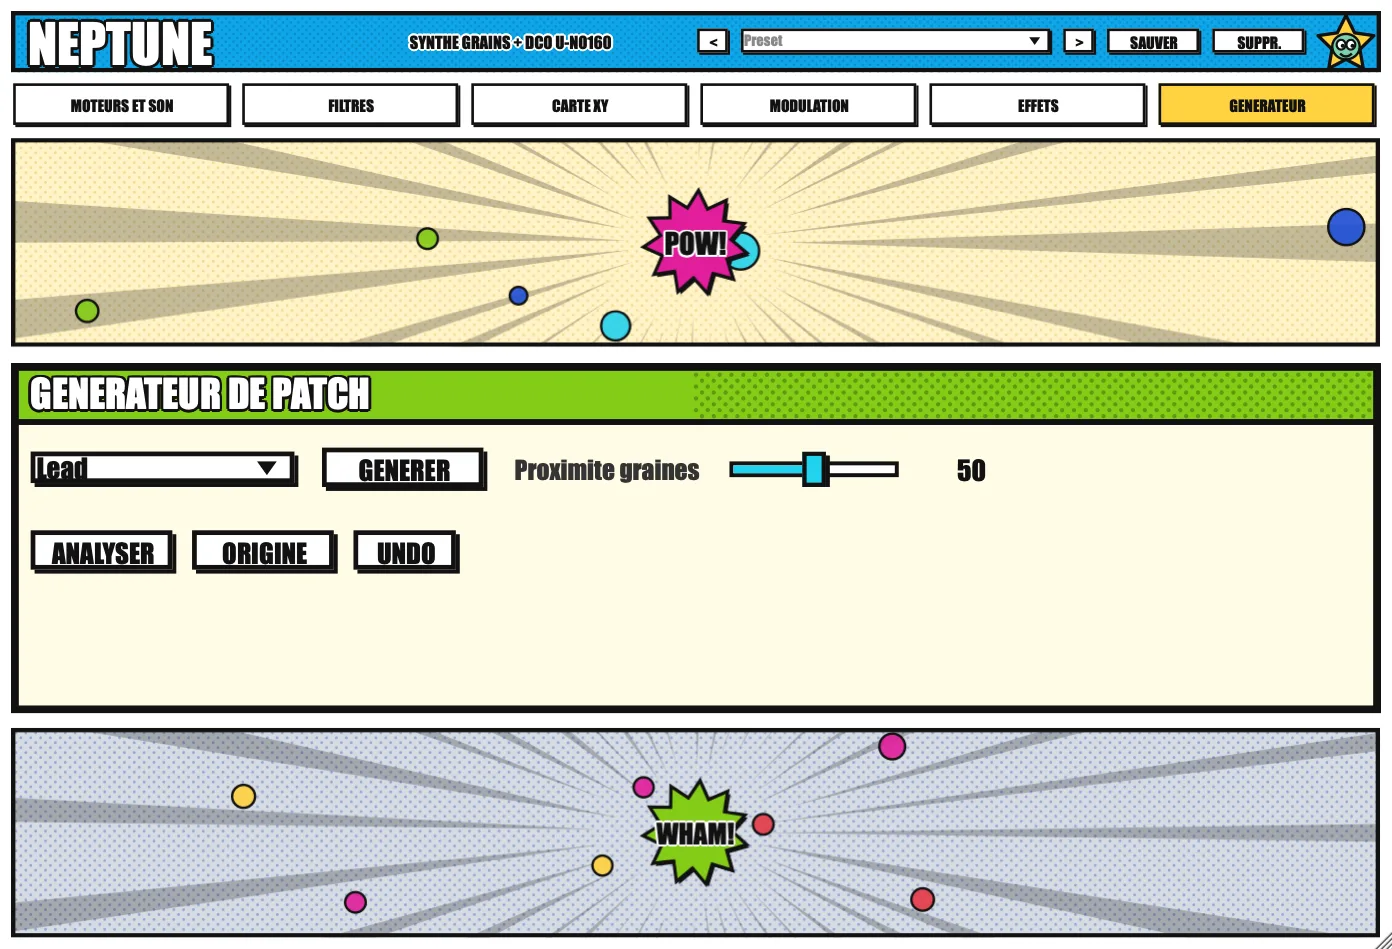 NEPTUNE
SYNTHE GRAINS + DCO U-NO160
<
Preset
>
SAUVER
SUPPR.
MOTEURS ET SON
FILTRES
CARTE XY
MODULATION
EFFETS
GENERATEUR
POW!
GENERATEUR DE PATCH
Lead
GENERER
Proximite graines
50
ANALYSER
ORIGINE
UNDO
WHAM!